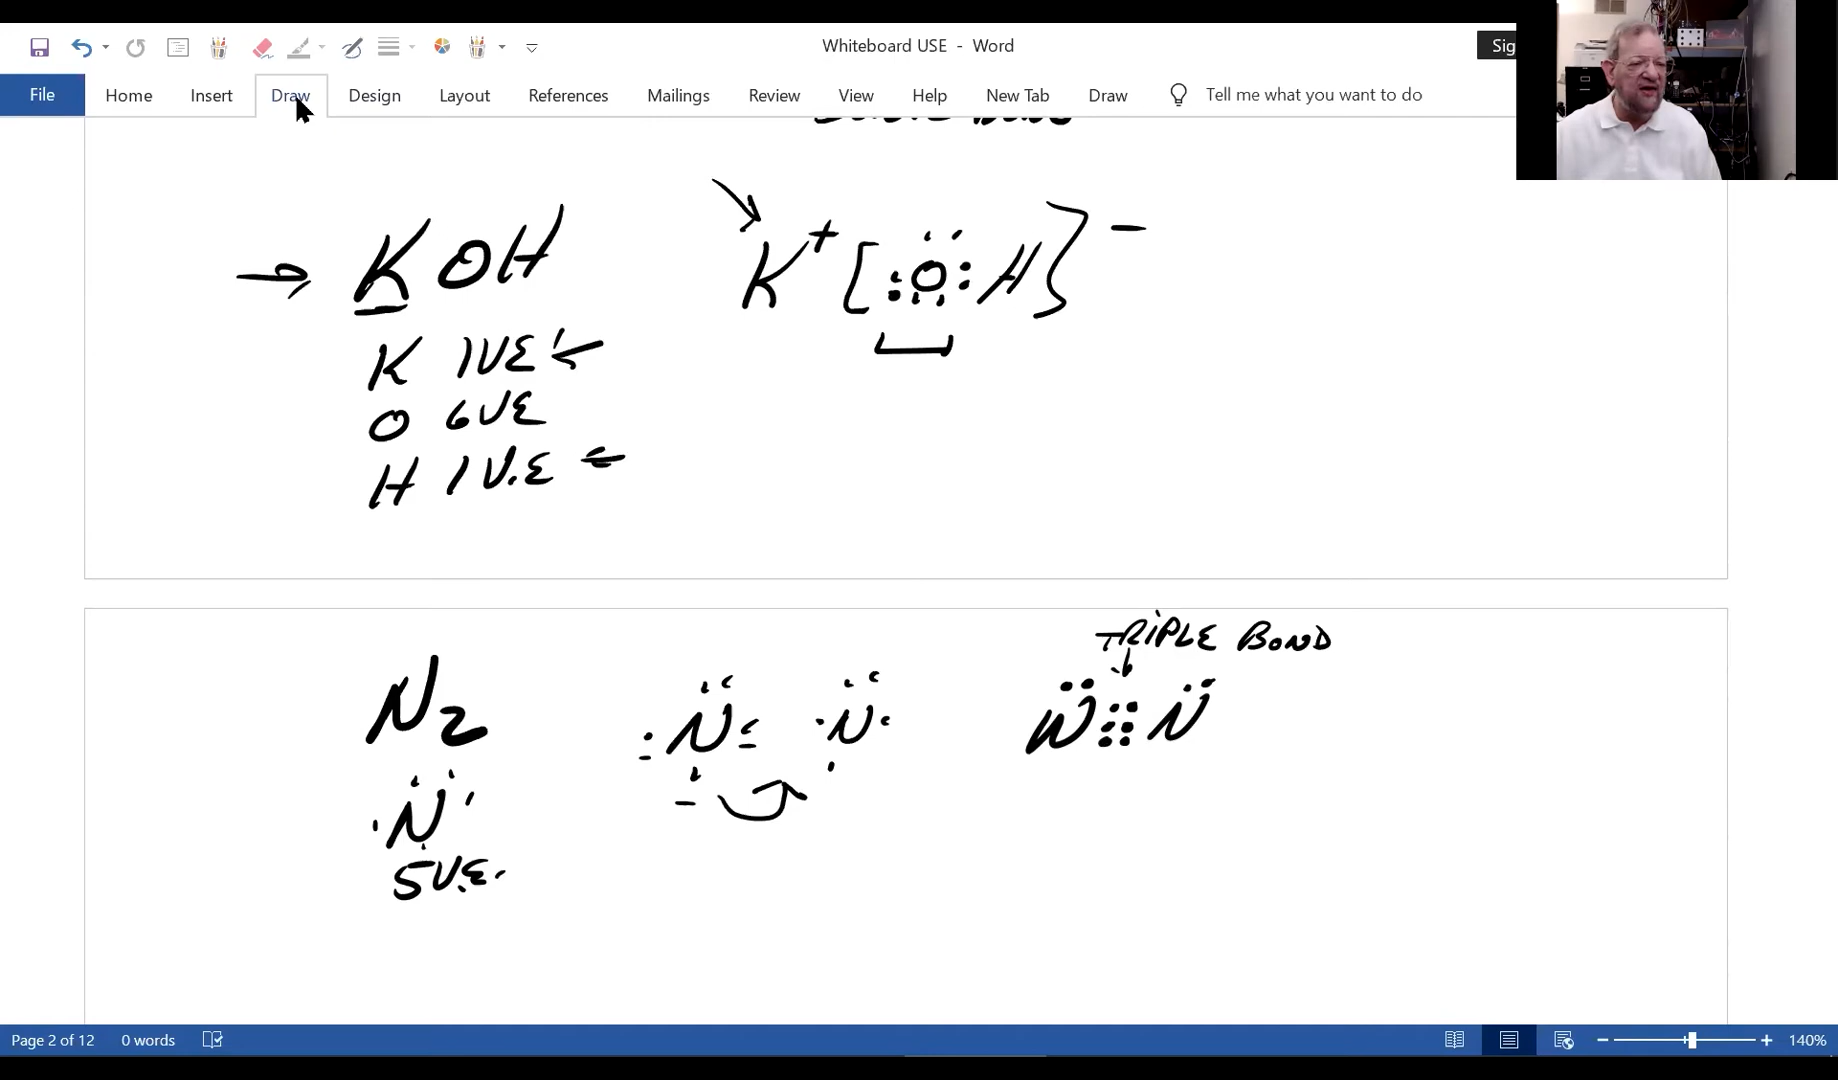 Whiteboard USE - Word
Sig
File Home Insert Draw Design Layout References Mailings Review View Help New Tab Draw Tell me what you want to do
KOH
K⁺ [:O:H]⁻
K 1VE
O 6VE
H 1V.E
TRIPLE BOND
N₂
N N
N:::N
N
5V.E.
Page 2 of 12 0 words 140%